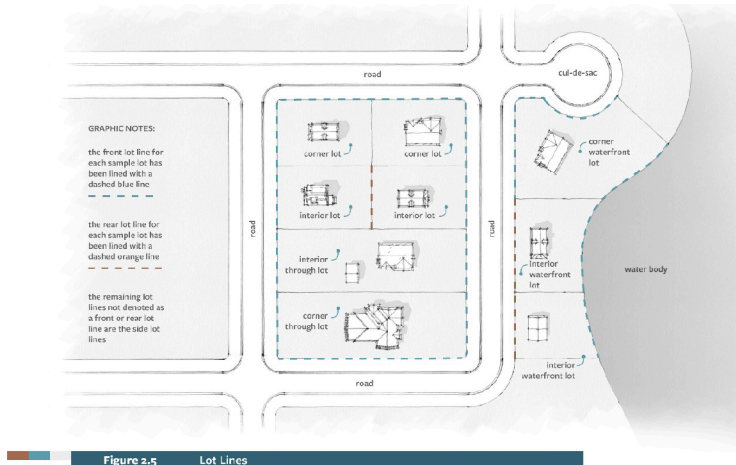 road
cul-de-sac
GRAPHIC NOTES:
the front lot line for
each sample lot has
been lined with a
dashed blue line
the rear lot line for
each sample lot has
been lined with a
dashed orange line
the remaining lot
lines not denoted as
a front or rear lot
line are the side lot
lines
corner lot
corner lot
interior lot
interior lot
interior
through lot
corner
through lot
road
road
road
corner
waterfront
lot
interior
waterfront
lot
interior
waterfront lot
water body
Figure 2.5 Lot Lines